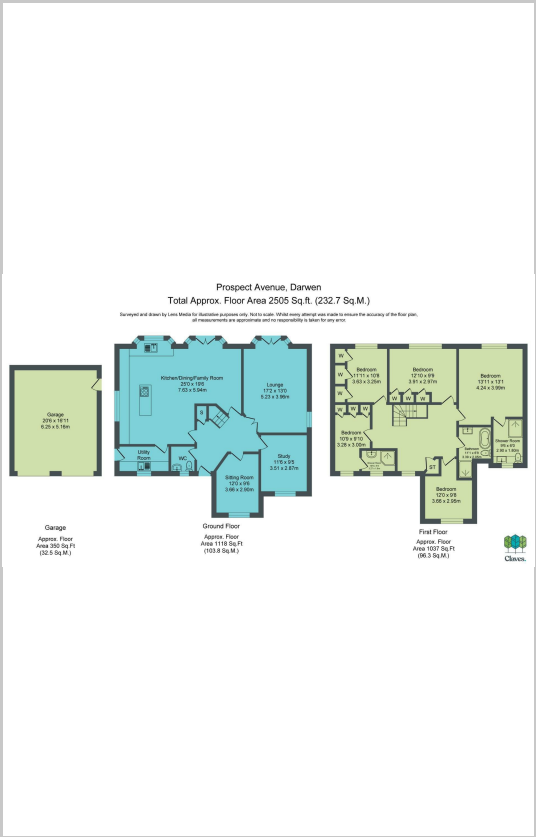 Prospect Avenue, Darwen
Total Approx. Floor Area 2505 Sq.ft. (232.7 Sq.M.)
Surveyed and drawn by Lens Media for illustrative purposes only. Not to scale. Whilst every attempt was made to ensure the accuracy of the floor plan,
all measurements are approximate and no responsibility is taken for any error.
Garage
20'6 x 16'11
6.25 x 5.16m
Garage
Approx. Floor
Area 350 Sq.Ft
(32.5 Sq.M.)
Kitchen/Dining/Family Room
25'0 x 19'6
7.63 x 5.94m
Lounge
17'2 x 13'0
5.23 x 3.96m
S
Utility
Room
WC
Sitting Room
12'0 x 9'6
3.66 x 2.90m
Study
11'6 x 9'5
3.51 x 2.87m
Ground Floor
Approx. Floor
Area 1118 Sq.Ft
(103.8 Sq.M.)
W
W
W
Bedroom
11'11 x 10'8
3.63 x 3.25m
Bedroom
12'10 x 9'9
3.91 x 2.97m
W
W
W
Bedroom
13'11 x 13'1
4.24 x 3.99m
W
W
W
Bedroom
10'9 x 9'10
3.28 x 3.00m
Bathroom
Shower Room
ST
Bedroom
12'0 x 9'8
3.66 x 2.95m
First Floor
Approx. Floor
Area 1037 Sq.Ft
(96.3 Sq.M.)
Claves.